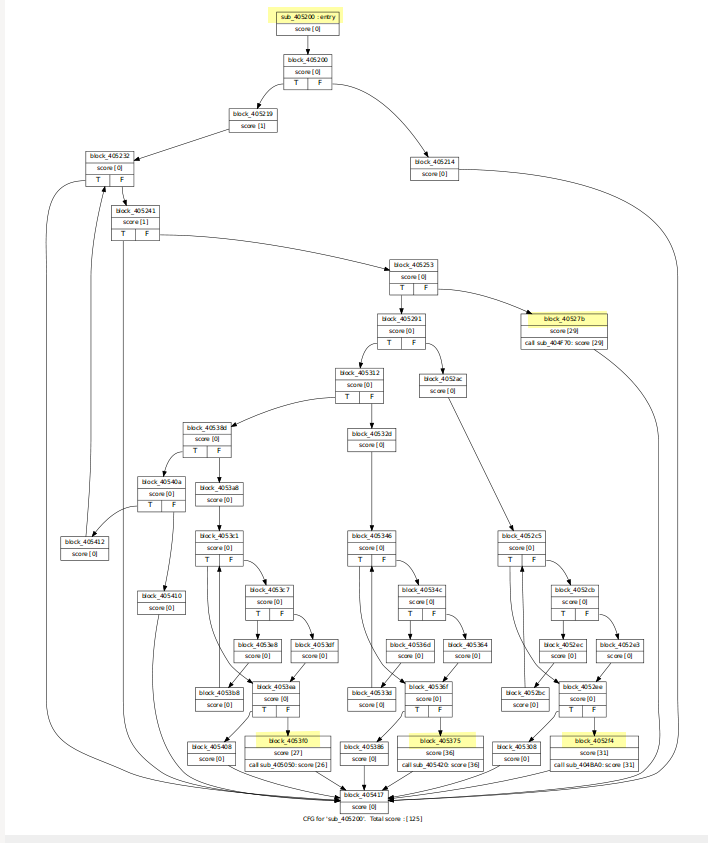 sub_405200 : entry
score [0]
block_405200
score [0]
T F
block_405219
score [1]
block_405232
score [0]
T F
block_405214
score [0]
block_405241
score [1]
T F
block_405253
score [0]
T F
block_405291
score [0]
T F
block_40527b
score [29]
call sub_404F70: score [29]
block_405312
score [0]
T F
block_4052ac
score [0]
block_40538d
score [0]
T F
block_40532d
score [0]
block_40540a
score [0]
T F
block_4053a8
score [0]
block_405412
score [0]
block_4053c1
score [0]
T F
block_405346
score [0]
T F
block_4052c5
score [0]
T F
block_405410
score [0]
block_4053c7
score [0]
T F
block_40534c
score [0]
T F
block_4052cb
score [0]
T F
block_4053e8
score [0]
block_4053df
score [0]
block_40536d
score [0]
block_405364
score [0]
block_4052ec
score [0]
block_4052e3
score [0]
block_4053b8
score [0]
block_4053ea
score [0]
T F
block_40533d
score [0]
block_40536f
score [0]
T F
block_4052bc
score [0]
block_4052ee
score [0]
T F
block_405408
score [0]
block_4053f0
score [27]
call sub_405050: score [26]
block_405386
score [0]
block_405375
score [36]
call sub_405420: score [36]
block_405308
score [0]
block_4052f4
score [31]
call sub_404BA0: score [31]
block_405417
score [0]
CFG for 'sub_405200'. Total score : [125]